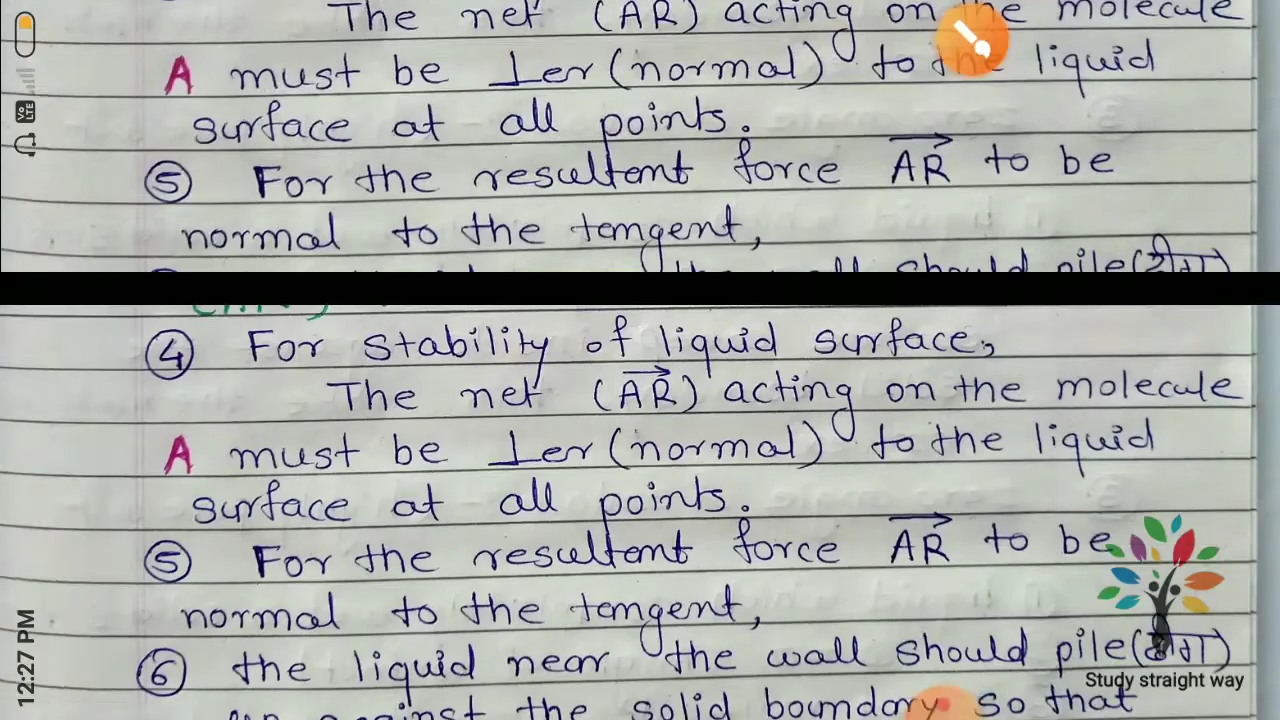 The net (AR) acting on the molecule
A must be ⊥er (normal) to the liquid
surface at all points.
⑤ For the resultent force AR to be
normal to the tangent,
④ For stability of liquid surface,
The net (AR) acting on the molecule
A must be ⊥er (normal) to the liquid
surface at all points.
⑤ For the resultent force AR to be
normal to the tangent,
⑥ the liquid near the wall should pile(
against the solid boundary so that
Study straight way
12:27 PM